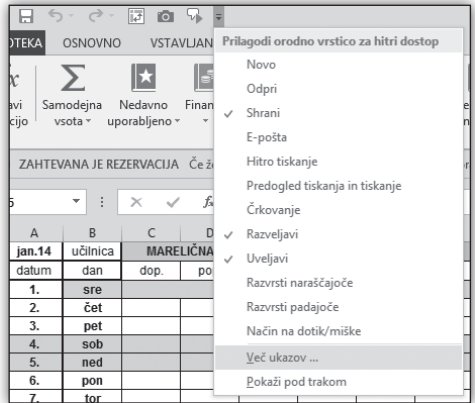 OTEKA OSNOVNO VSTAVLJAN
Prilagodi orodno vrstico za hitri dostop
Novo
Odpri
Shrani
E-pošta
Hitro tiskanje
Predogled tiskanja in tiskanje
Črkovanje
Razveljavi
Uveljavi
Razvrsti naraščajoče
Razvrsti padajoče
Način na dotik/miške
Več ukazov ...
Pokaži pod trakom
avi Samodejna Nedavno Finan
cijo vsota uporabljeno
ZAHTEVANA JE REZERVACIJA Če ž
A B C D
jan.14 učilnica MARELIČNA
datum dan dop. po
1. sre
2. čet
3. pet
4. sob
5. ned
6. pon
7. tor